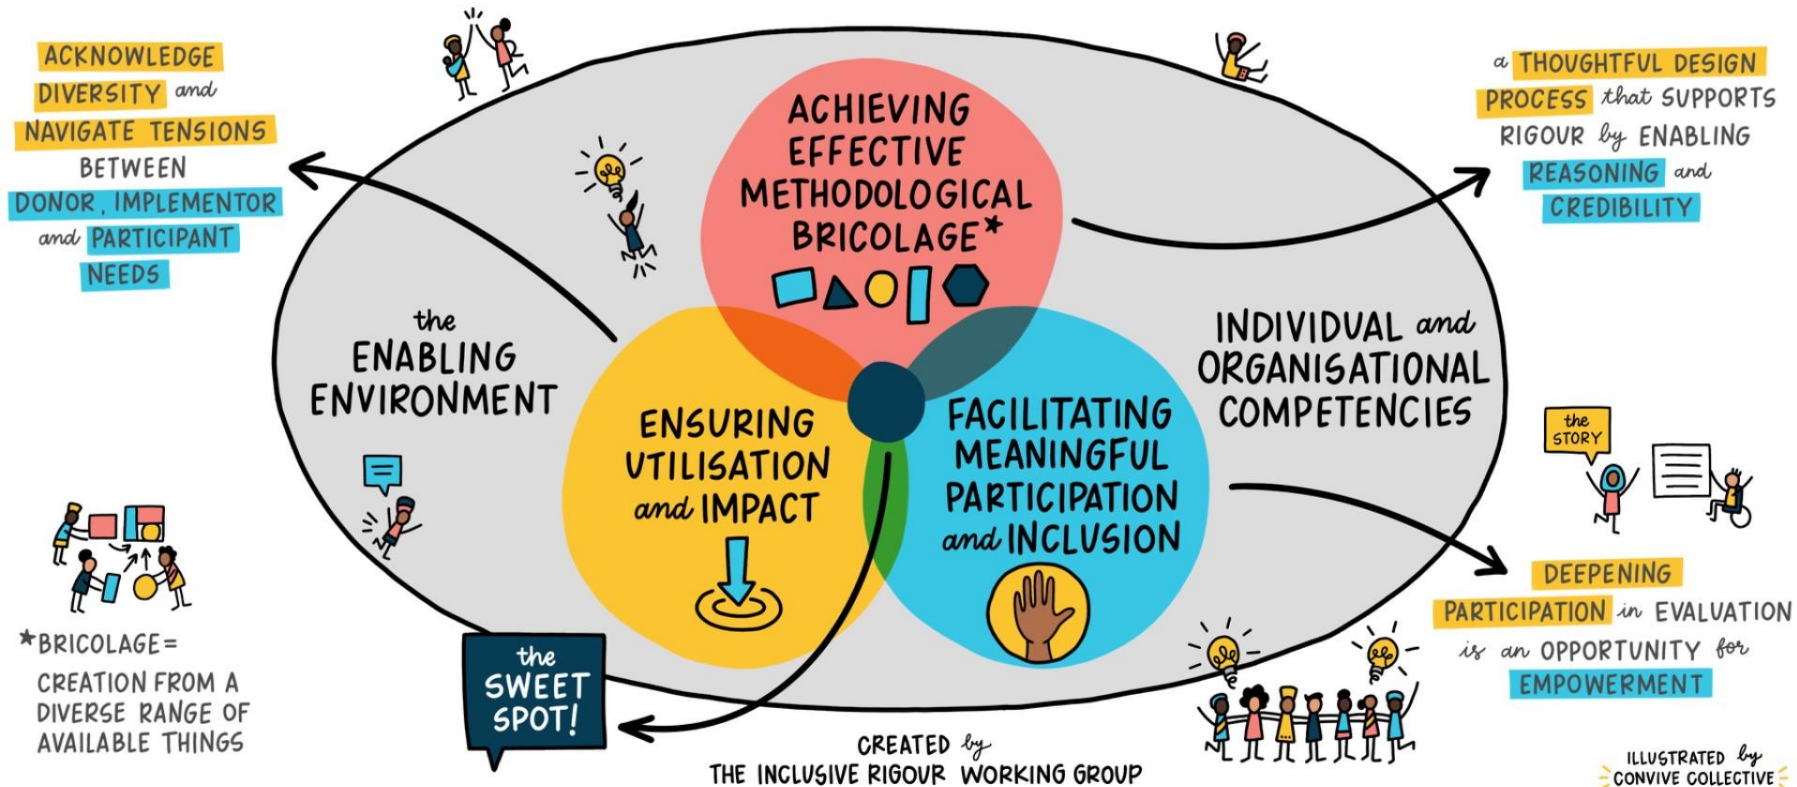 ACKNOWLEDGE
DIVERSITY and
NAVIGATE TENSIONS
BETWEEN
DONOR, IMPLEMENTOR
and PARTICIPANT
NEEDS
ACHIEVING
EFFECTIVE
METHODOLOGICAL
BRICOLAGE*
a THOUGHTFUL DESIGN
PROCESS that SUPPORTS
RIGOUR by ENABLING
REASONING and
CREDIBILITY
the
ENABLING
ENVIRONMENT
INDIVIDUAL and
ORGANISATIONAL
COMPETENCIES
ENSURING
UTILISATION
and IMPACT
FACILITATING
MEANINGFUL
PARTICIPATION
and INCLUSION
the
STORY
DEEPENING
PARTICIPATION in EVALUATION
is an OPPORTUNITY for
EMPOWERMENT
*BRICOLAGE=
CREATION FROM A
DIVERSE RANGE OF
AVAILABLE THINGS
the
SWEET
SPOT!
CREATED by
THE INCLUSIVE RIGOUR WORKING GROUP
ILLUSTRATED by
CONVIVE COLLECTIVE